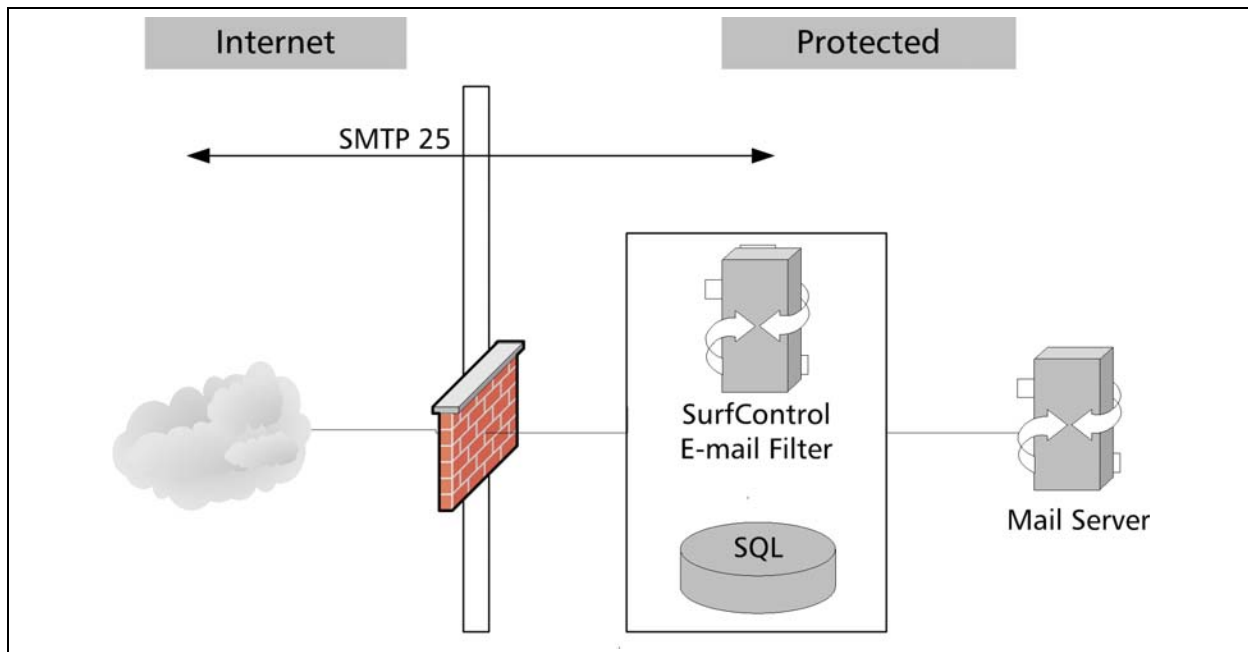 Internet
Protected
SMTP 25
SurfControl
E-mail Filter
SQL
Mail Server